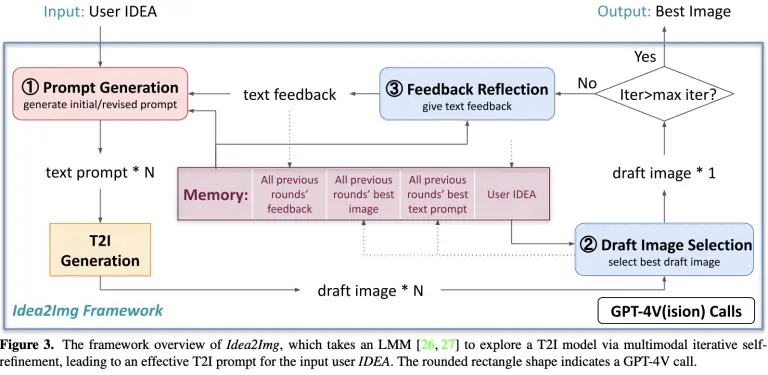 Input: User IDEA
Output: Best Image
Yes
① Prompt Generation
generate initial/revised prompt
text feedback
③ Feedback Reflection
give text feedback
No
Iter>max iter?
text prompt * N
Memory:
All previous
rounds’
feedback
All previous
rounds’ best
image
All previous
rounds’ best
text prompt
User IDEA
draft image * 1
T2I
Generation
② Draft Image Selection
select best draft image
draft image * N
Idea2Img Framework
GPT-4V(ision) Calls
Figure 3. The framework overview of Idea2Img, which takes an LMM [26, 27] to explore a T2I model via multimodal iterative self-
refinement, leading to an effective T2I prompt for the input user IDEA. The rounded rectangle shape indicates a GPT-4V call.